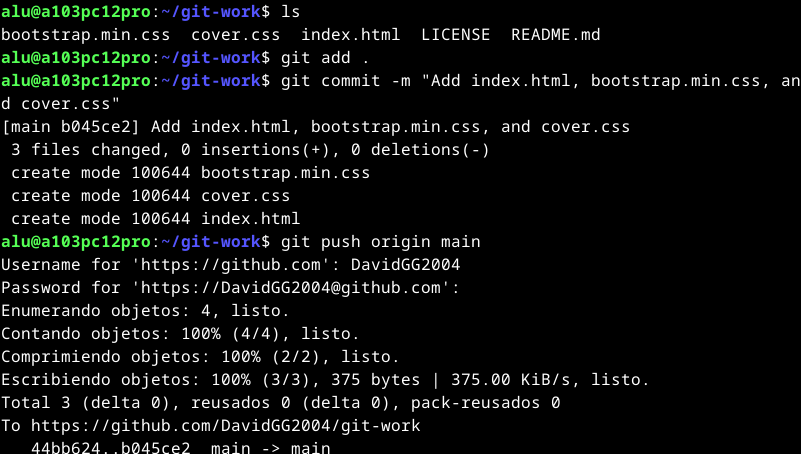 alu@a103pc12pro:~/git-work$ ls
bootstrap.min.css  cover.css  index.html  LICENSE  README.md
alu@a103pc12pro:~/git-work$ git add .
alu@a103pc12pro:~/git-work$ git commit -m "Add index.html, bootstrap.min.css, an
d cover.css"
[main b045ce2] Add index.html, bootstrap.min.css, and cover.css
 3 files changed, 0 insertions(+), 0 deletions(-)
 create mode 100644 bootstrap.min.css
 create mode 100644 cover.css
 create mode 100644 index.html
alu@a103pc12pro:~/git-work$ git push origin main
Username for 'https://github.com': DavidGG2004
Password for 'https://DavidGG2004@github.com':
Enumerando objetos: 4, listo.
Contando objetos: 100% (4/4), listo.
Comprimiendo objetos: 100% (2/2), listo.
Escribiendo objetos: 100% (3/3), 375 bytes | 375.00 KiB/s, listo.
Total 3 (delta 0), reusados 0 (delta 0), pack-reusados 0
To https://github.com/DavidGG2004/git-work
   44bb624..b045ce2  main -> main